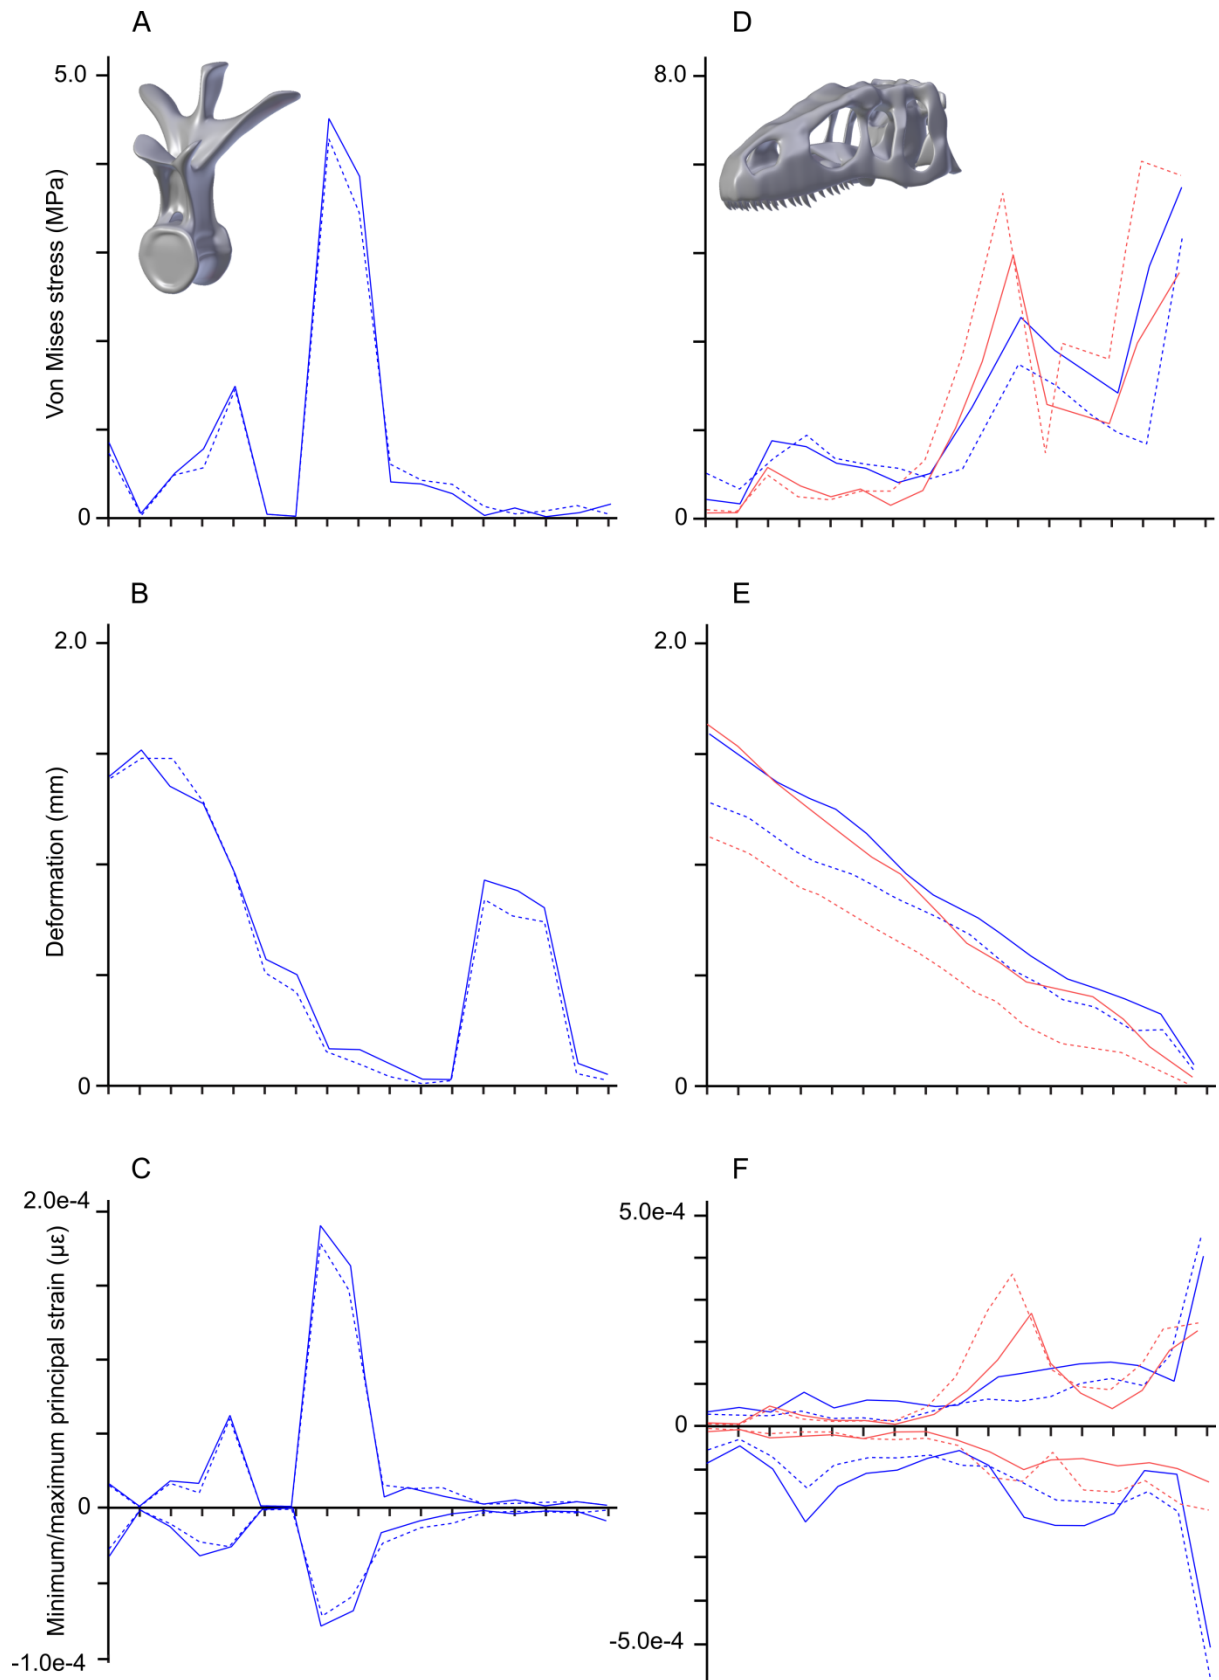 A
D
5.0
8.0
Von Mises stress (MPa)
0
0
B
E
2.0
2.0
Deformation (mm)
0
0
C
F
2.0e-4
5.0e-4
Minimum/maximum principal strain (με)
0
0
-1.0e-4
-5.0e-4